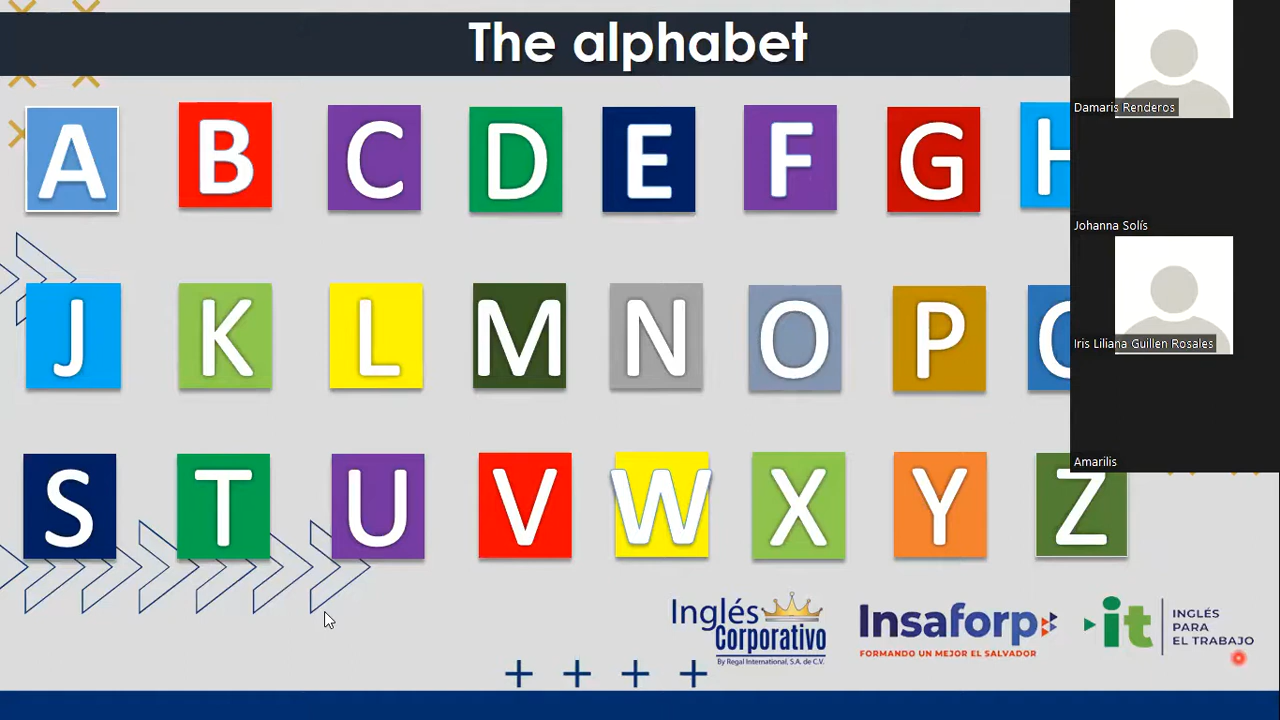 The alphabet
A B C D E F G H
J K L M N O P
S T U V W X Y Z
Damaris Renderos
Johanna Solís
Iris Liliana Guillen Rosales
Amarilis
Inglés
Corporativo
By Regal International, S.A. de C.V.
Insaforp
FORMANDO UN MEJOR EL SALVADOR
it
INGLÉS
PARA
EL TRABAJO